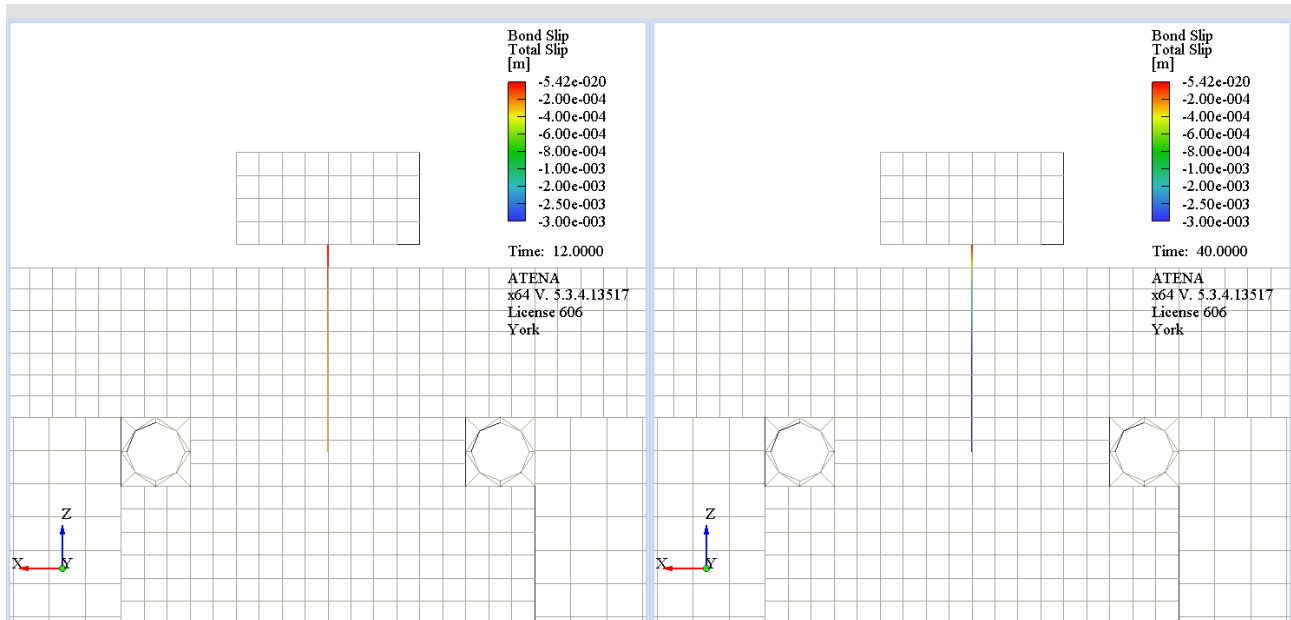 Bond Slip
Total Slip
[m]
-5.42e-020
-2.00e-004
-4.00e-004
-6.00e-004
-8.00e-004
-1.00e-003
-2.00e-003
-2.50e-003
-3.00e-003
Time: 12.0000
ATENA
x64 V. 5.3.4.13517
License 606
York
Z
X
Y
Bond Slip
Total Slip
[m]
-5.42e-020
-2.00e-004
-4.00e-004
-6.00e-004
-8.00e-004
-1.00e-003
-2.00e-003
-2.50e-003
-3.00e-003
Time: 40.0000
ATENA
x64 V. 5.3.4.13517
License 606
York
Z
X
Y